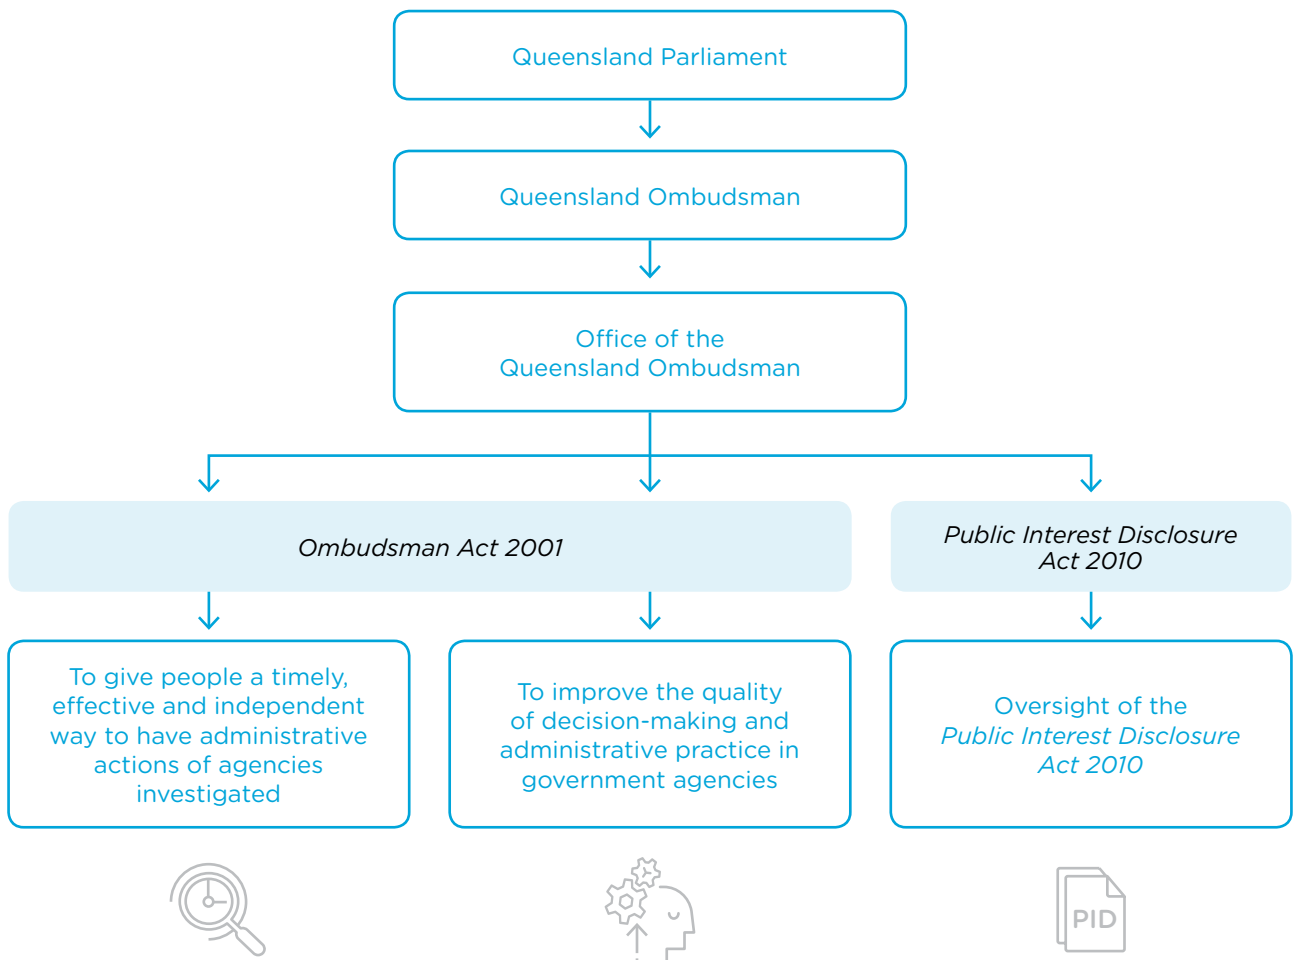 Queensland Parliament
Queensland Ombudsman
Office of the
Queensland Ombudsman
Ombudsman Act 2001
Public Interest Disclosure
Act 2010
To give people a timely,
effective and independent
way to have administrative
actions of agencies
investigated
To improve the quality
of decision-making and
administrative practice in
government agencies
Oversight of the
Public Interest Disclosure
Act 2010
PID